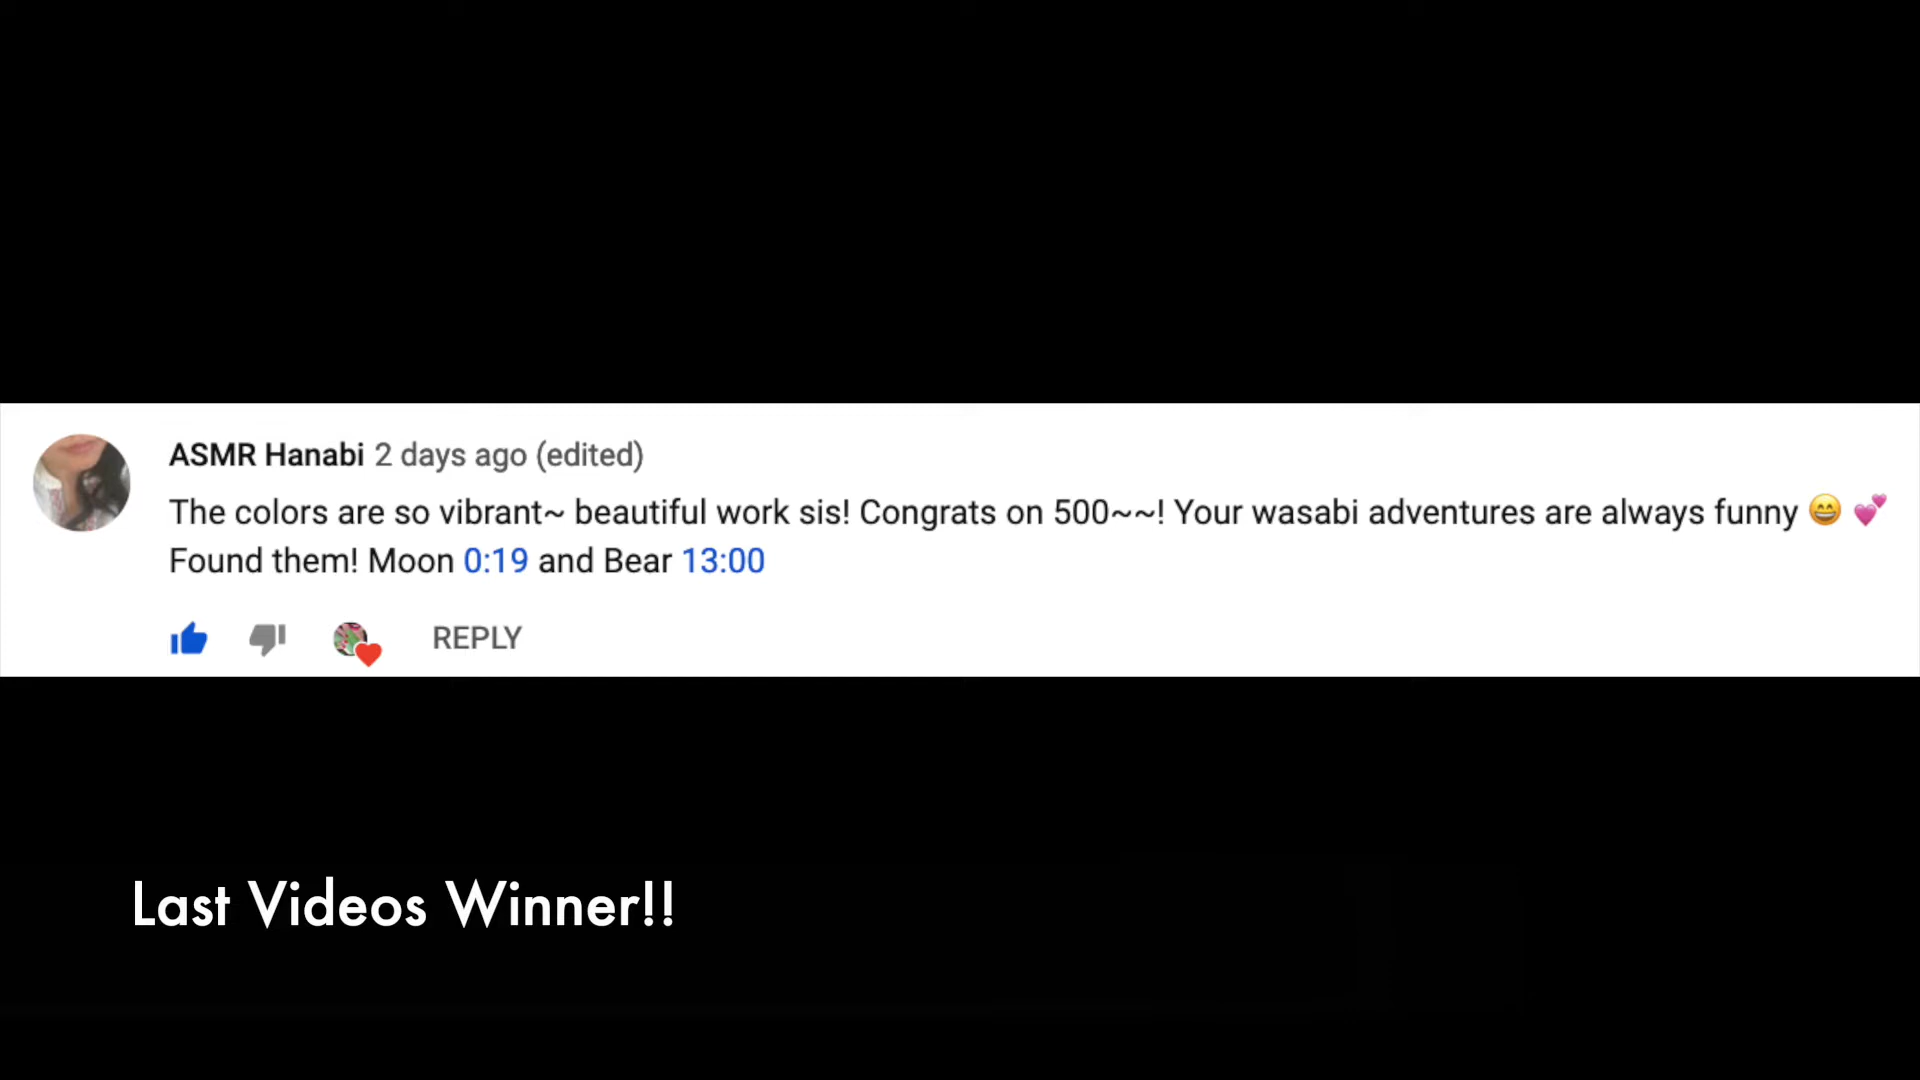 ASMR Hanabi 2 days ago (edited)
The colors are so vibrant~ beautiful work sis! Congrats on 500~~! Your wasabi adventures are always funny 😄 💕
Found them! Moon 0:19 and Bear 13:00
REPLY
Last Videos Winner!!